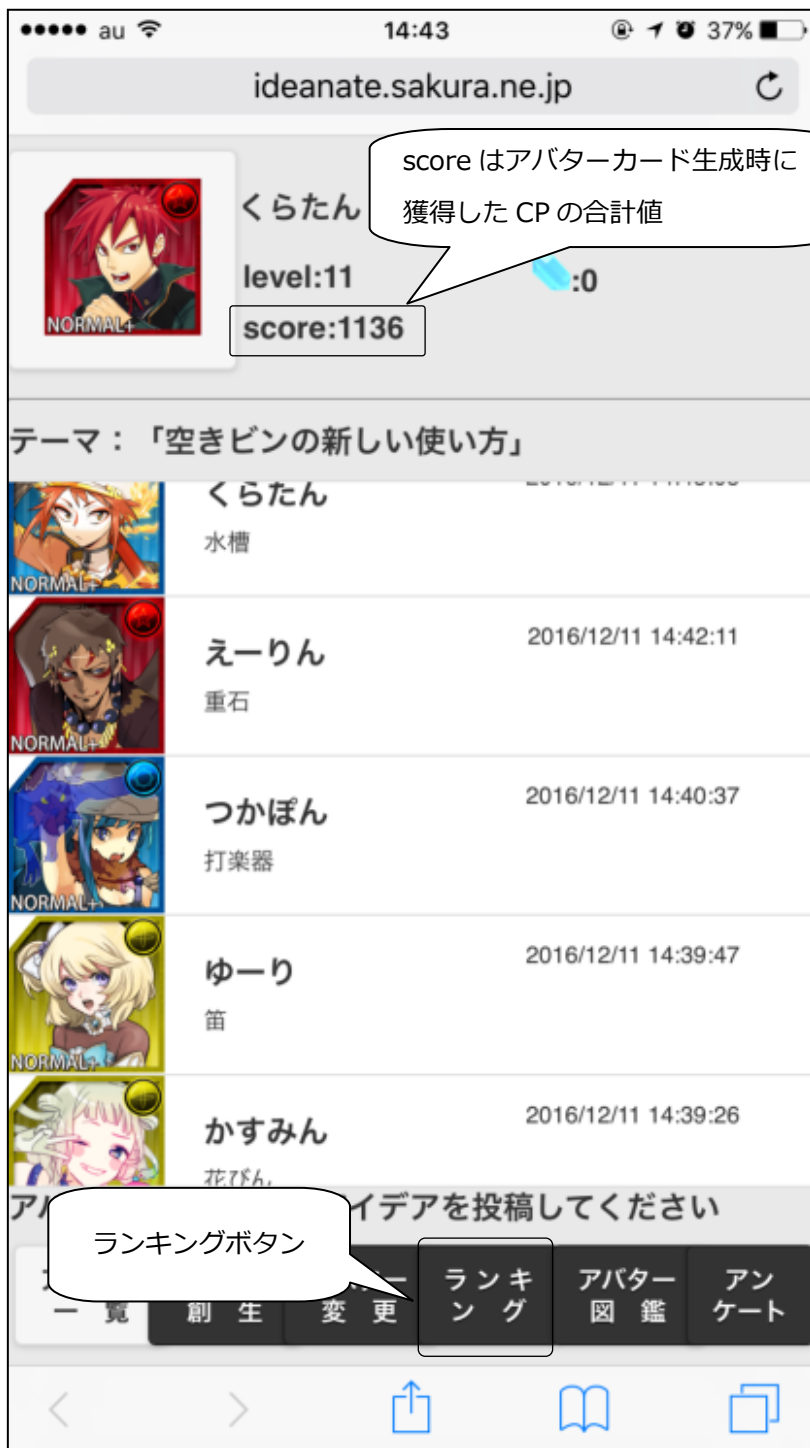 au 14:43 37%
ideanate.sakura.ne.jp
score はアバターカード生成時に
獲得した CP の合計値
くらたん
level:11 :0
score:1136
NORMAL+
テーマ：「空きビンの新しい使い方」
くらたん
水槽
NORMAL+
えーりん 2016/12/11 14:42:11
重石
NORMAL+
つかぽん 2016/12/11 14:40:37
打楽器
NORMAL+
ゆーり 2016/12/11 14:39:47
笛
NORMAL+
かすみん 2016/12/11 14:39:26
花びん
イデアを投稿してください
ランキングボタン
一 覧
創 生
変 更
ランキ
ング
アバター
図 鑑
アン
ケート